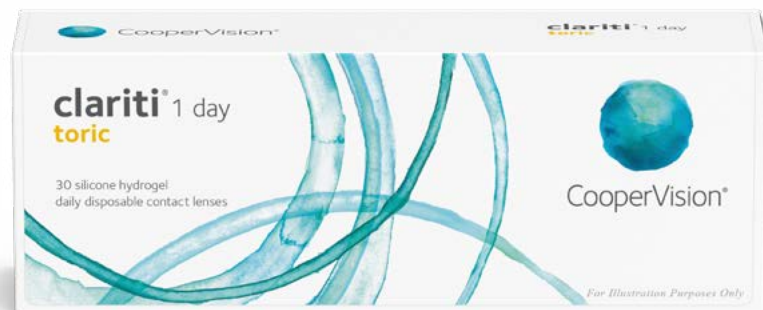 CooperVision®
clariti® 1 day
toric
clariti® 1 day
toric
30 silicone hydrogel
daily disposable contact lenses
CooperVision®
For Illustration Purposes Only